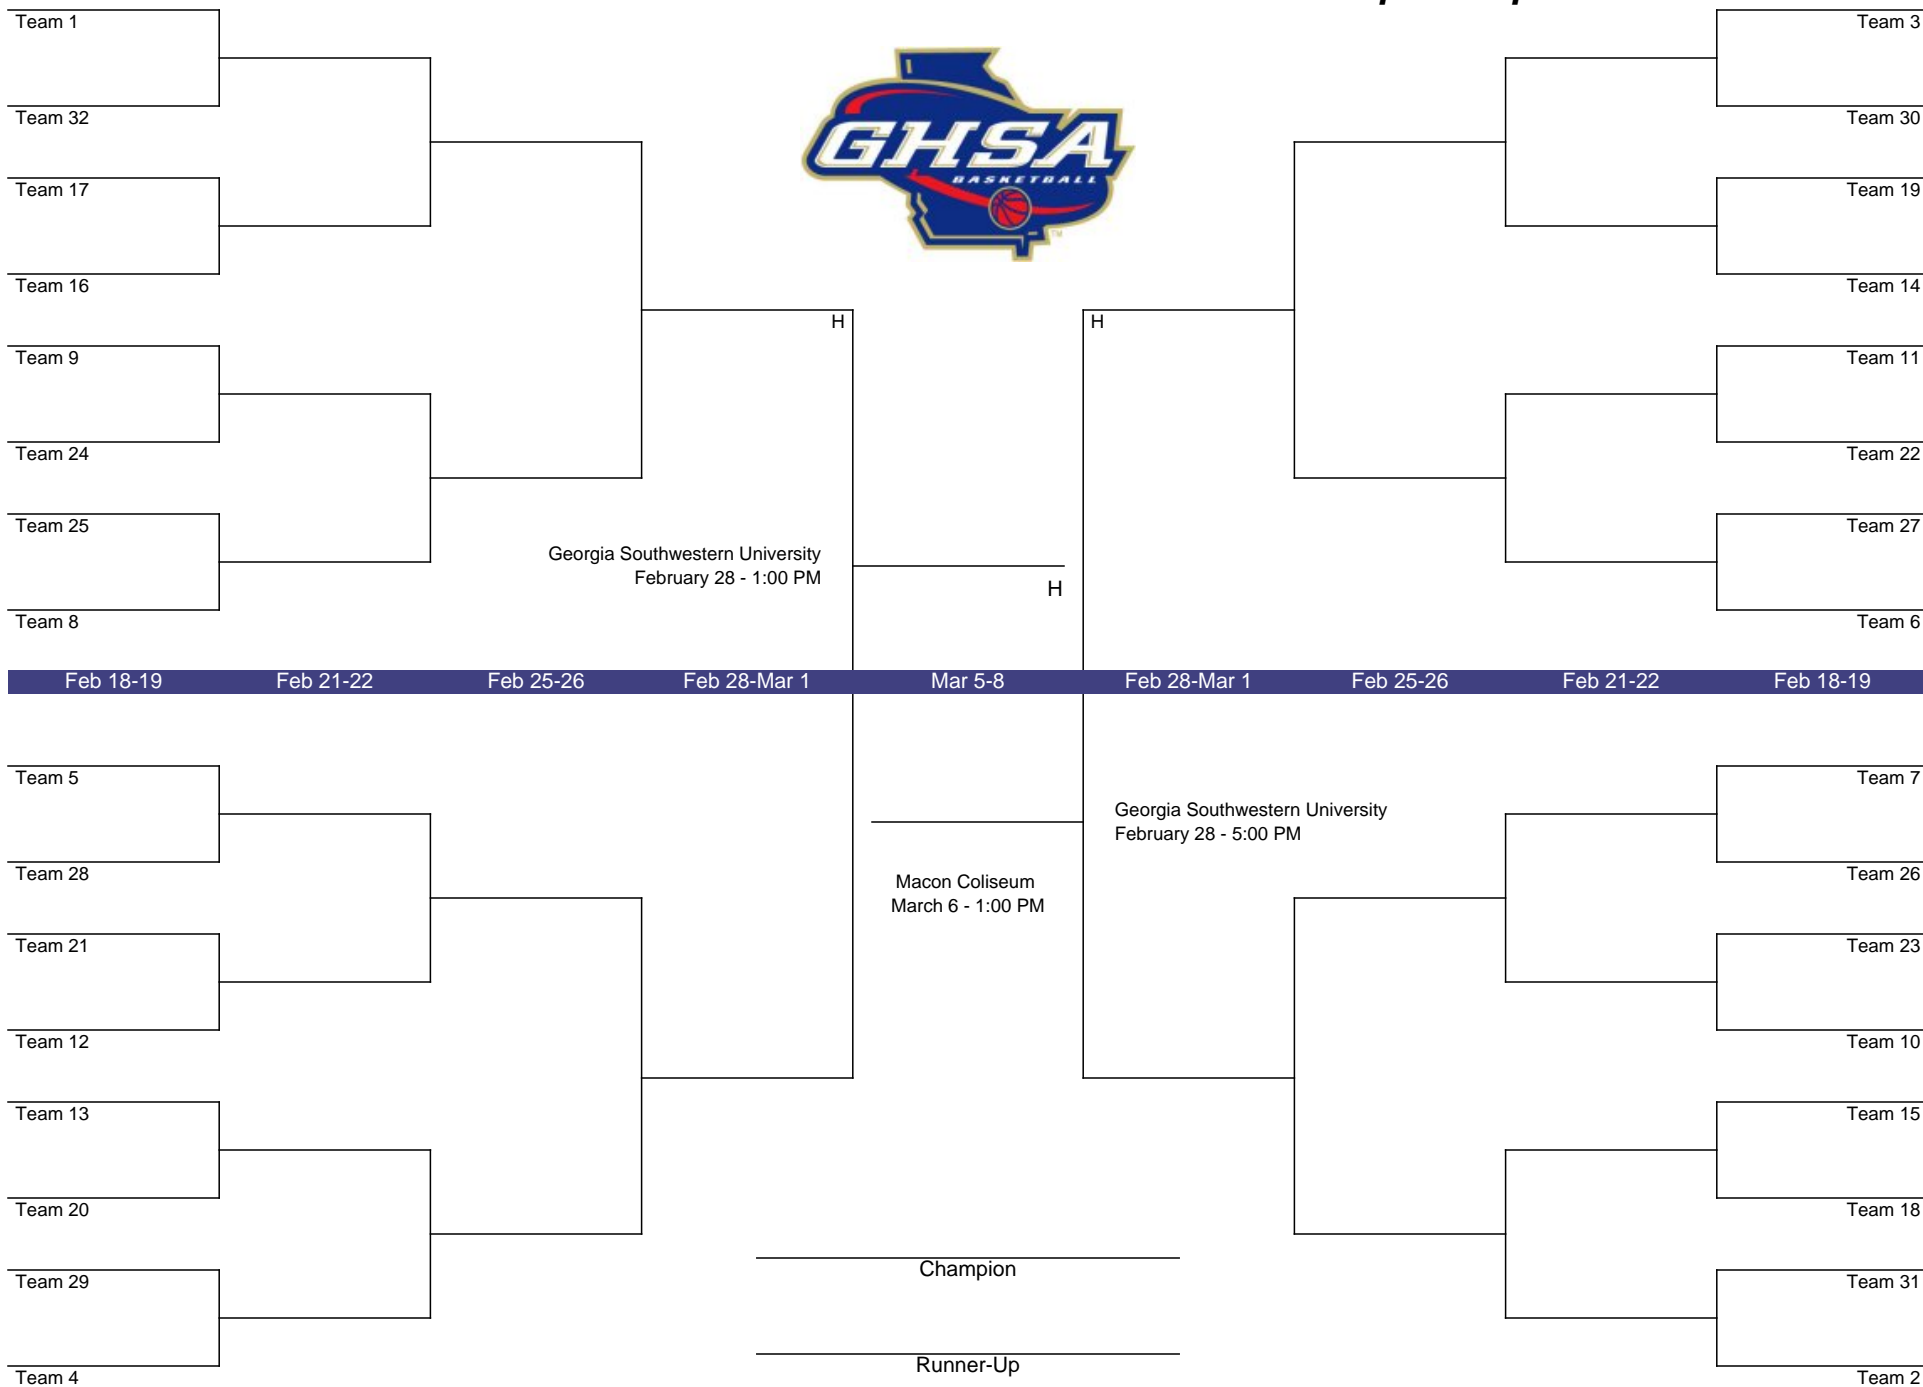 Team 1
Team 3
Team 32
Team 30
Team 17
Team 19
Team 16
Team 14
GHSA
BASKETBALL
TM
H
H
Team 9
Team 11
Team 24
Team 22
Team 25
Team 27
Georgia Southwestern University
February 28 - 1:00 PM
H
Team 8
Team 6
Feb 18-19 Feb 21-22 Feb 25-26 Feb 28-Mar 1 Mar 5-8 Feb 28-Mar 1 Feb 25-26 Feb 21-22 Feb 18-19
Team 5
Team 7
Georgia Southwestern University
February 28 - 5:00 PM
Team 28
Team 26
Macon Coliseum
March 6 - 1:00 PM
Team 21
Team 23
Team 12
Team 10
Team 13
Team 15
Team 20
Team 18
Champion
Team 29
Team 31
Runner-Up
Team 4
Team 2